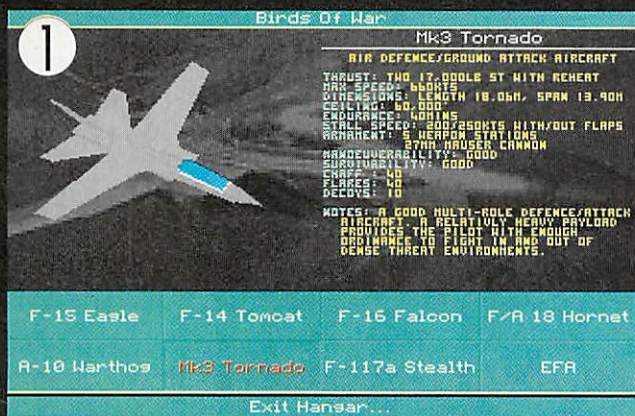 Birds Of War
1
Mk3 Tornado
AIR DEFENCE/GROUND ATTACK AIRCRAFT
THRUST: TWO 17,000LB ST WITH REHEAT
MAX SPEED: 660KTS
DIMENSIONS: LENGTH 18.06M, SPAN 13.90M
CEILING: 60,000'
ENDURANCE: 40MINS
STALL SPEED: 200/250KTS WITH/OUT FLAPS
ARMAMENT: 5 WEAPON STATIONS
27MM MAUSER CANNON
MANOEUVERABILITY: GOOD
SURVIVABILITY: GOOD
CHAFF : 40
FLARES: 40
DECOYS: 10
NOTES: A GOOD MULTI-ROLE DEFENCE/ATTACK
AIRCRAFT. A RELATIVLY HEAVY PAYLOAD
PROVIDES THE PILOT WITH ENOUGH
ORDINANCE TO FIGHT IN AND OUT OF
DENSE THREAT ENVIRONMENTS.
F-15 Eagle F-14 Tomcat F-16 Falcon F/A 18 Hornet
A-10 Warthog Mk3 Tornado F-117a Stealth EFA
Exit Hangar...